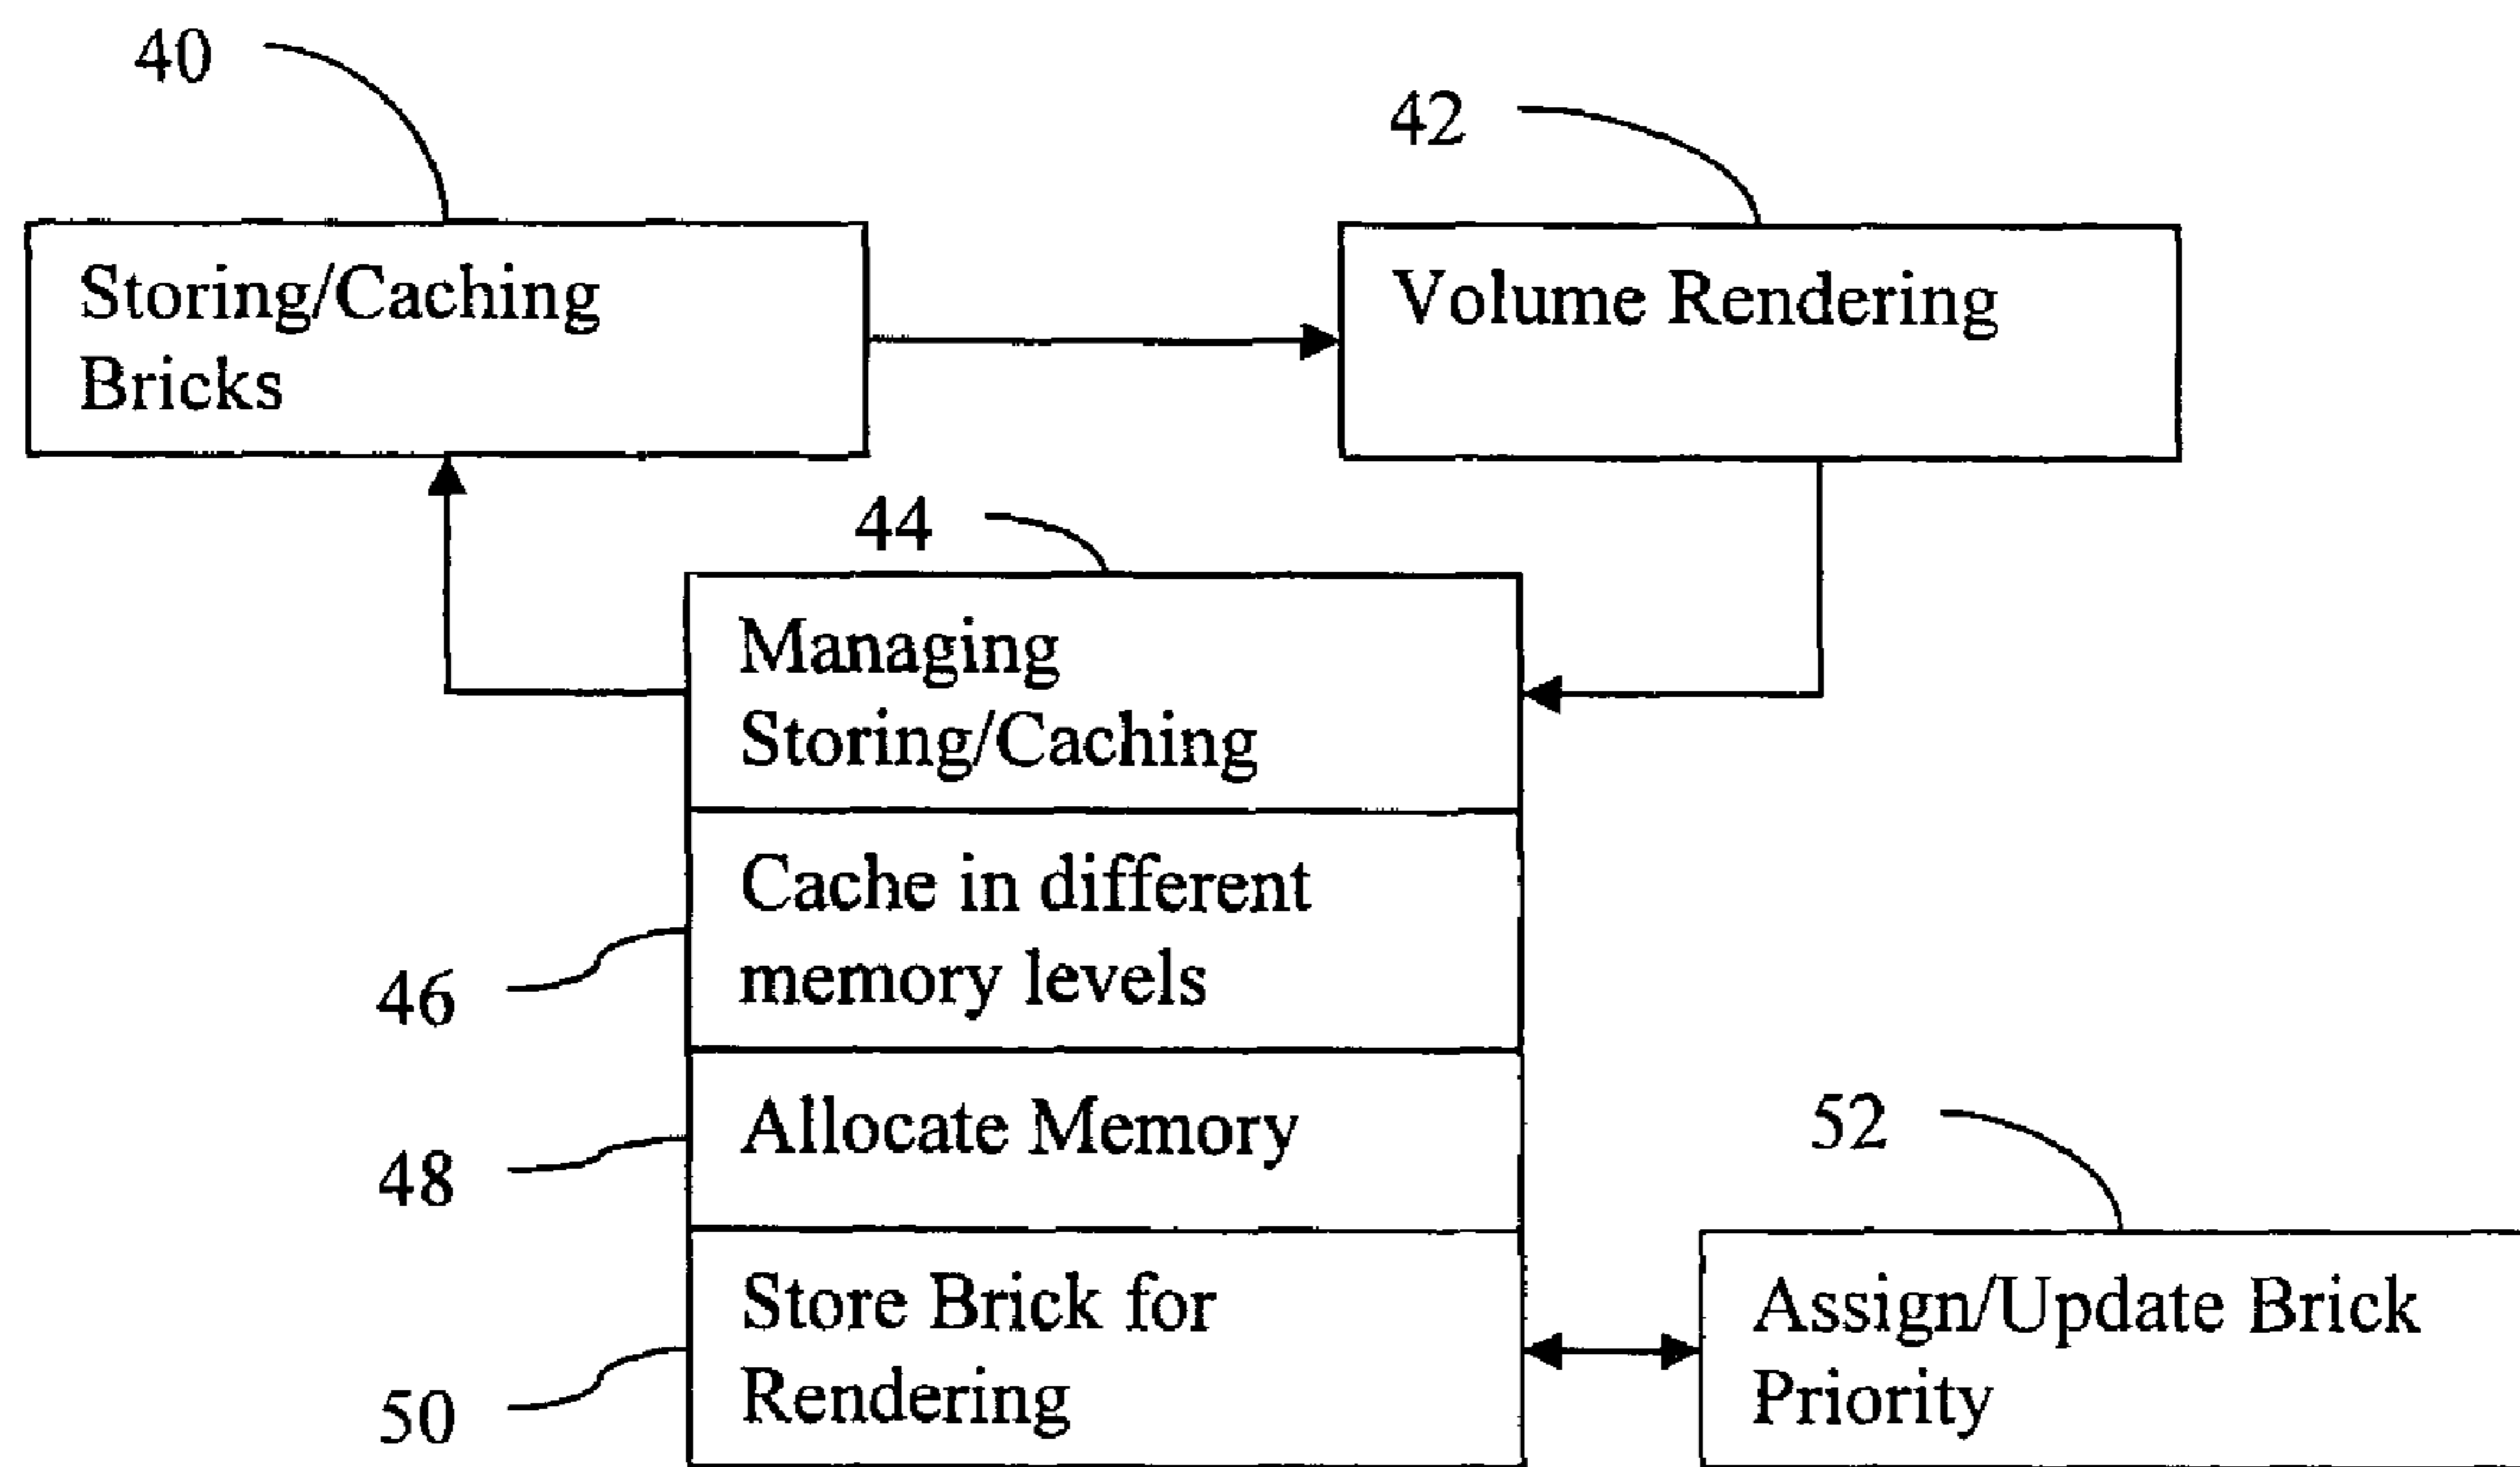 40
42
Storing/Caching
Bricks
Volume Rendering
44
Managing
Storing/Caching
Cache in different
memory levels
46
Allocate Memory
48
52
Store Brick for
Rendering
50
Assign/Update Brick
Priority